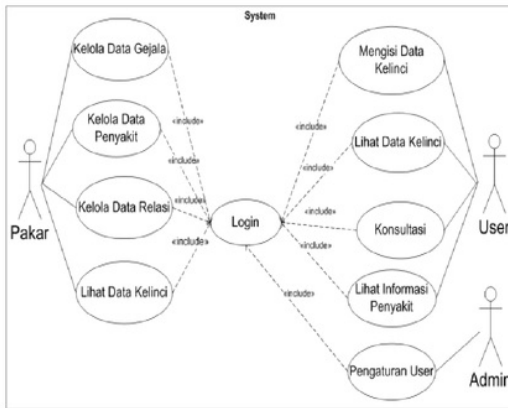 System
Kelola Data Gejala
Kelola Data
Penyakit
Kelola Data Relasi
Lihat Data Kelinci
Pakar
«include»
«include»
«include»
«include»
Login
Mengisi Data
Kelinci
Lihat Data Kelinci
Konsultasi
Lihat Informasi
Penyakit
Pengaturan User
«include»
«include»
«include»
«include»
«include»
User
Admin